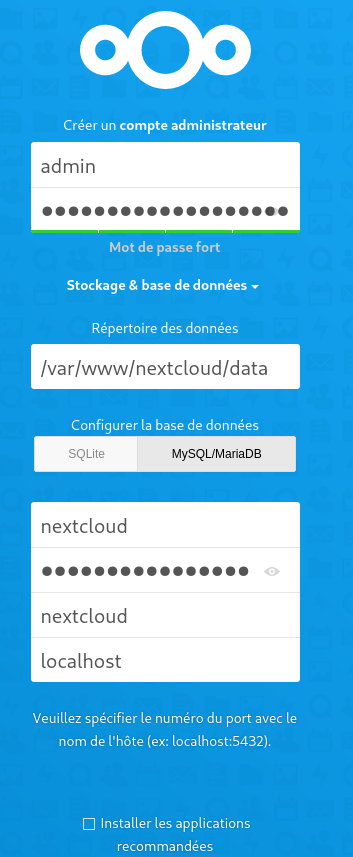 Créer un compte administrateur
admin
Mot de passe fort
Stockage & base de données
Répertoire des données
/var/www/nextcloud/data
Configurer la base de données
SQLite MySQL/MariaDB
nextcloud
nextcloud
localhost
Veuillez spécifier le numéro du port avec le
nom de l'hôte (ex: localhost:5432).
Installer les applications
recommandées